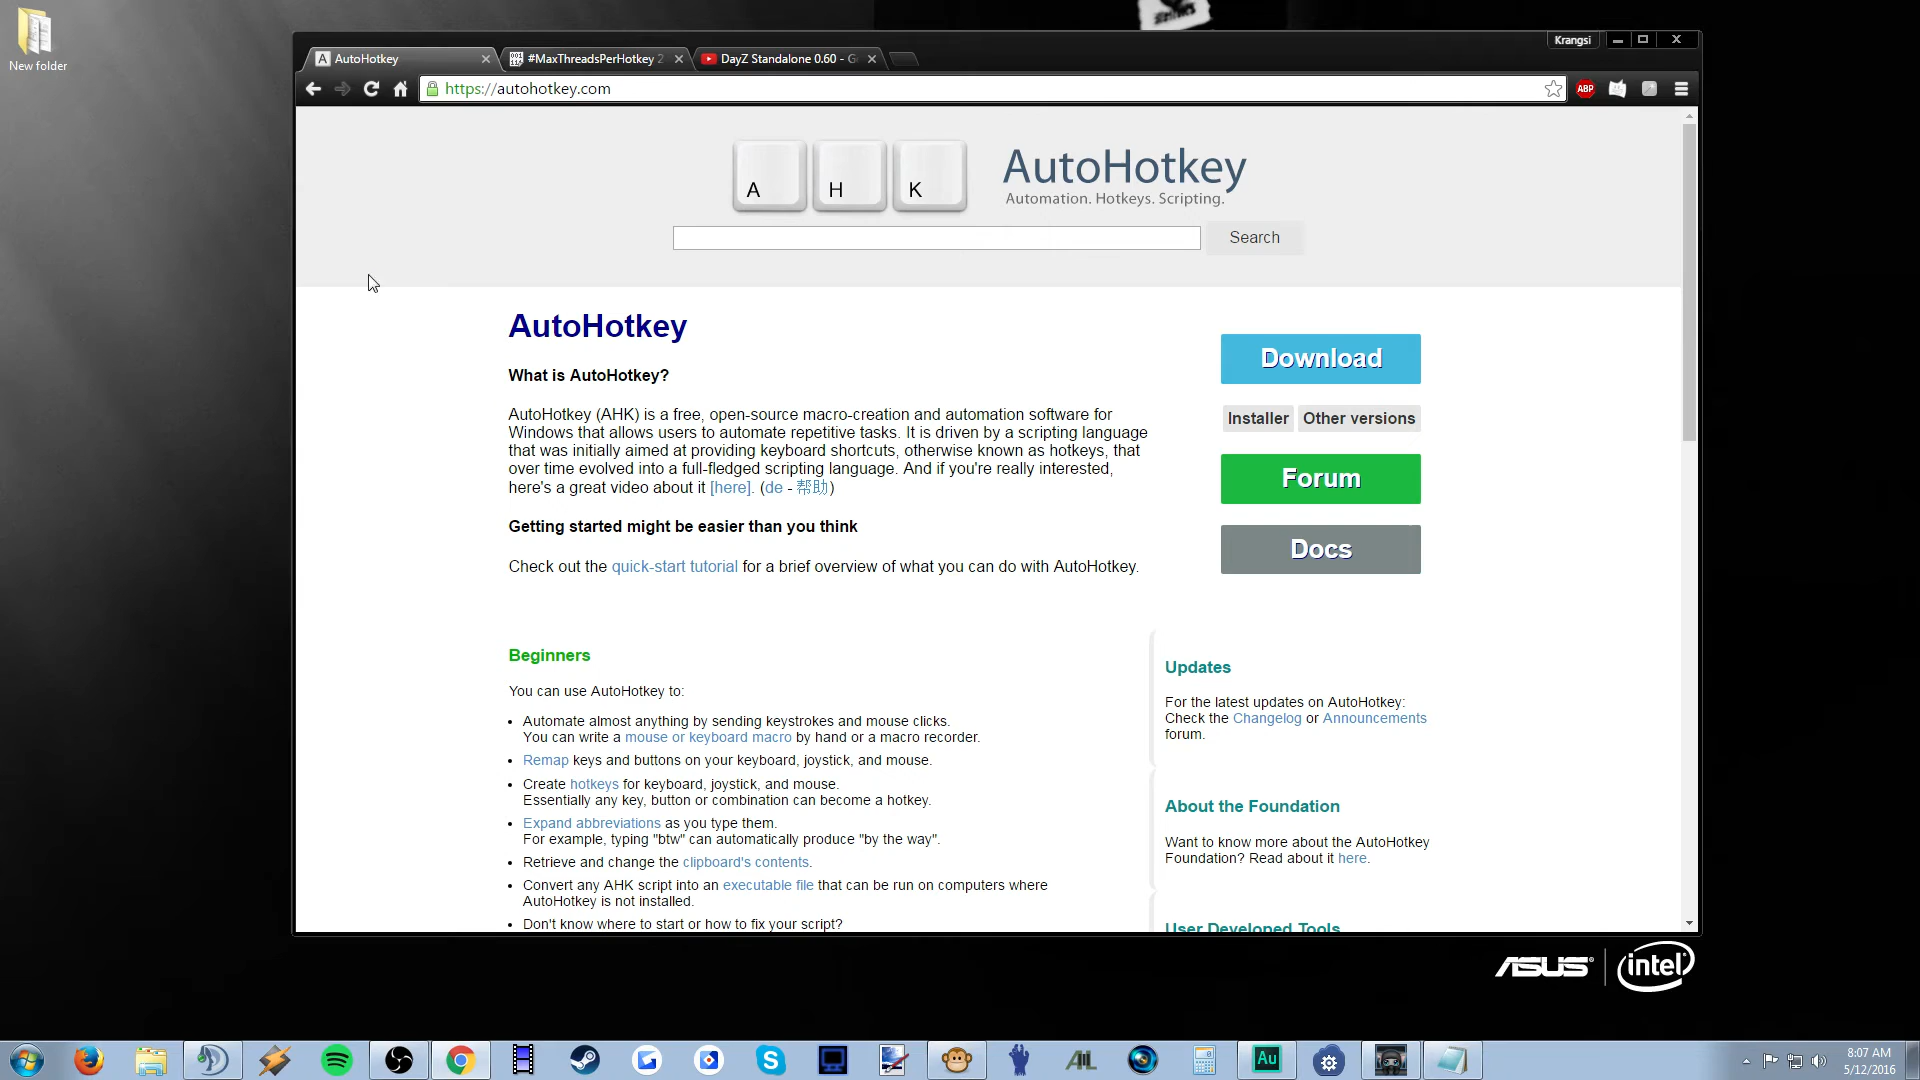 New folder
Krangsi
AutoHotkey
#MaxThreadsPerHotkey 2
DayZ Standalone 0.60 - G
https://autohotkey.com
ABP
A H K
AutoHotkey
Automation. Hotkeys. Scripting.
Search
AutoHotkey
What is AutoHotkey?
AutoHotkey (AHK) is a free, open-source macro-creation and automation software for
Windows that allows users to automate repetitive tasks. It is driven by a scripting language
that was initially aimed at providing keyboard shortcuts, otherwise known as hotkeys, that
over time evolved into a full-fledged scripting language. And if you're really interested,
here's a great video about it [here]. (de - 帮助)
Getting started might be easier than you think
Check out the quick-start tutorial for a brief overview of what you can do with AutoHotkey.
Download
Installer
Other versions
Forum
Docs
Beginners
You can use AutoHotkey to:
• Automate almost anything by sending keystrokes and mouse clicks.
You can write a mouse or keyboard macro by hand or a macro recorder.
• Remap keys and buttons on your keyboard, joystick, and mouse.
• Create hotkeys for keyboard, joystick, and mouse.
Essentially any key, button or combination can become a hotkey.
• Expand abbreviations as you type them.
For example, typing "btw" can automatically produce "by the way".
• Retrieve and change the clipboard's contents.
• Convert any AHK script into an executable file that can be run on computers where
AutoHotkey is not installed.
• Don't know where to start or how to fix your script?
Updates
For the latest updates on AutoHotkey:
Check the Changelog or Announcements
forum.
About the Foundation
Want to know more about the AutoHotkey
Foundation? Read about it here.
User Developed Tools
ASUS
intel
Au
8:07 AM
5/12/2016